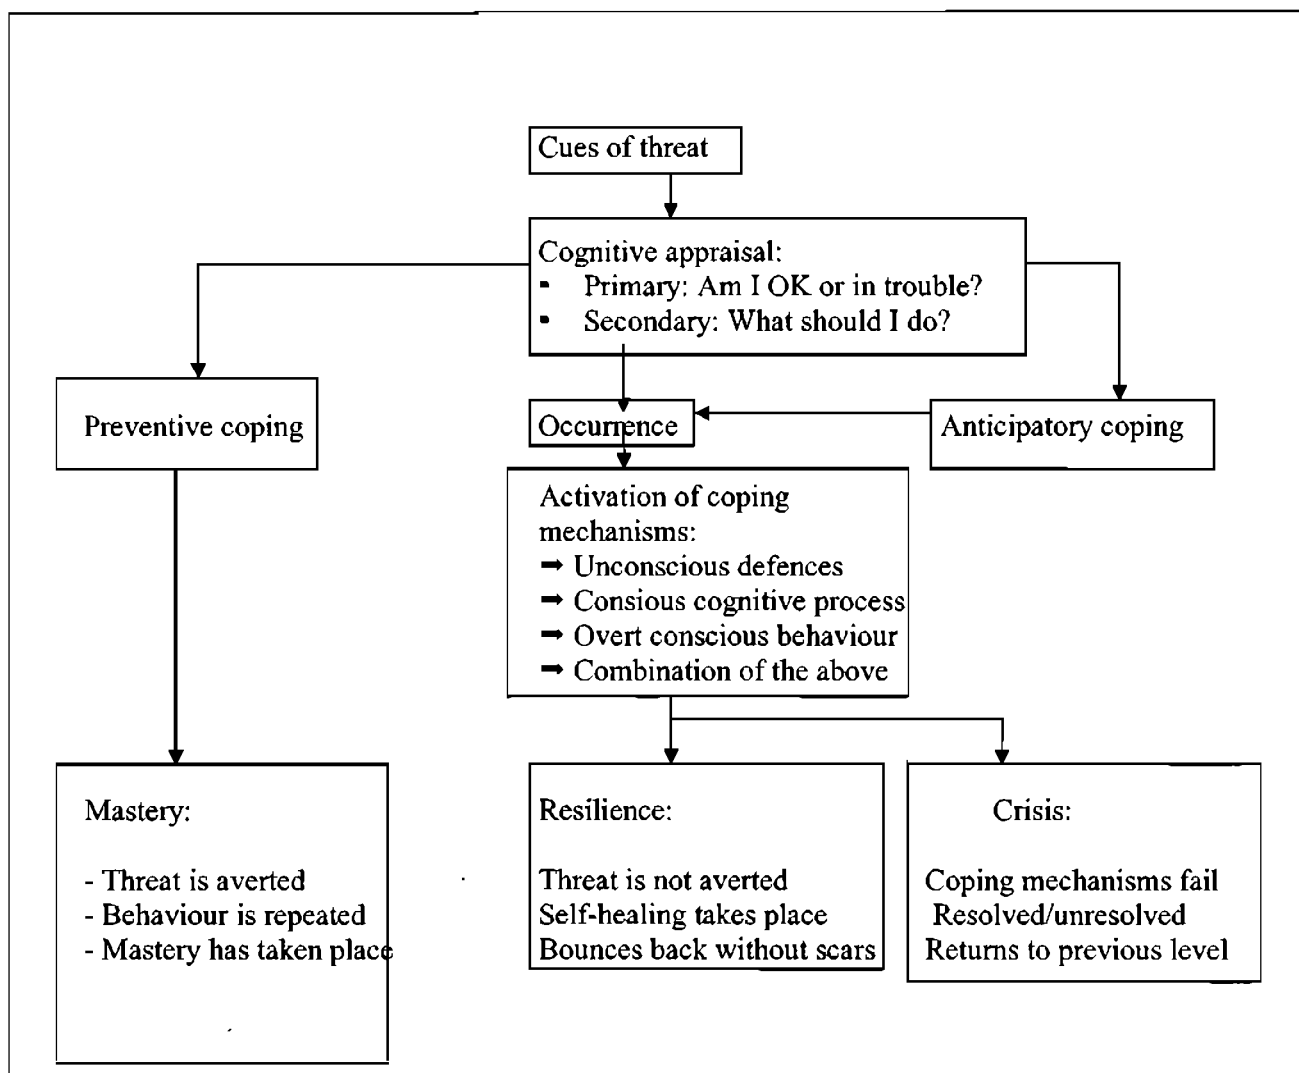 Cues of threat
Cognitive appraisal:
▪ Primary: Am I OK or in trouble?
▪ Secondary: What should I do?
Preventive coping
Occurrence
Anticipatory coping
Activation of coping
mechanisms:
➡ Unconscious defences
➡ Consious cognitive process
➡ Overt conscious behaviour
➡ Combination of the above
Mastery:
- Threat is averted
- Behaviour is repeated
- Mastery has taken place
Resilience:
Threat is not averted
Self-healing takes place
Bounces back without scars
Crisis:
Coping mechanisms fail
Resolved/unresolved
Returns to previous level